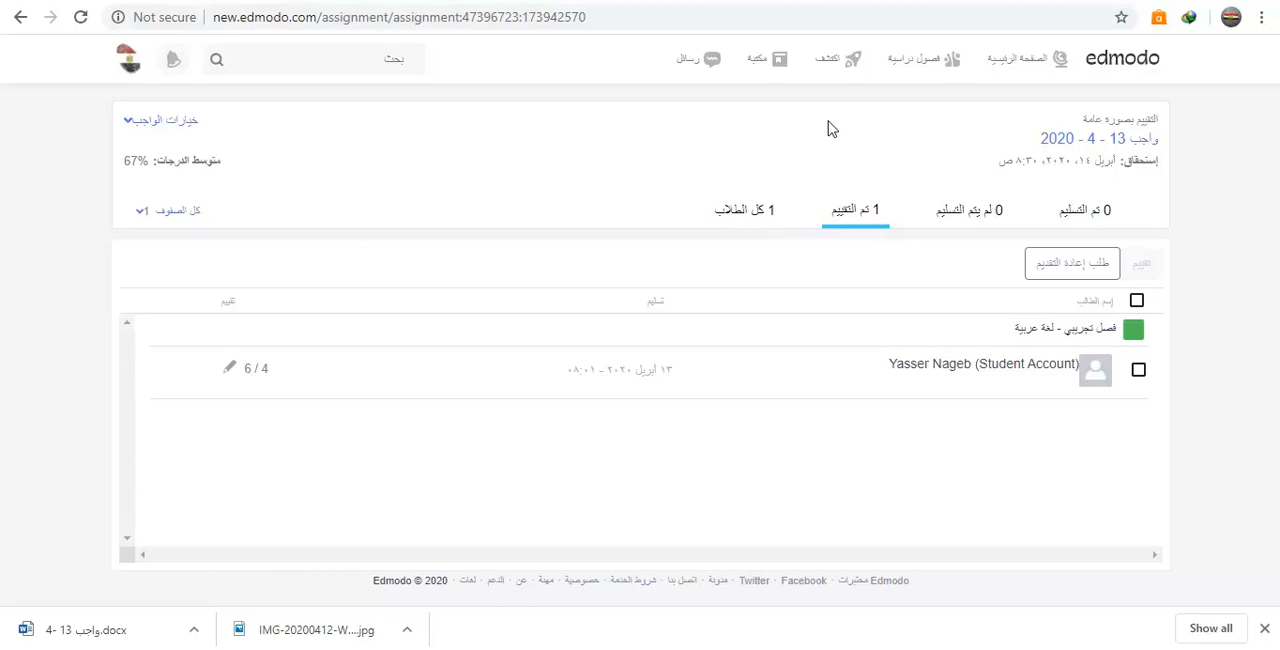 Not secure | new.edmodo.com/assignment/assignment:47396723:173942570
edmodo الصفحة الرئيسية فصول دراسية اكتشف مكتبة رسائل بحث
التقييم بصورة عامة
خيارات الواجب
واجب 13 - 4 - 2020
إستحقاق: أبريل ١٤، ٢٠٢٠، ٨:٣٠ ص
متوسط الدرجات: 67%
0 تم التسليم 0 لم يتم التسليم 1 تم التقييم 1 كل الطلاب
كل الصفوف 1
تقييم طلب إعادة التقديم
إسم الطالب تسليم تقييم
فصل تجريبي - لغة عربية
Yasser Nageb (Student Account) ١٣ أبريل ٢٠٢٠ - ٠٨:٠١ 6 / 4
Edmodo © 2020 · لغات · الدعم · عن · مهنة · خصوصية · شروط الخدمة · اتصل بنا · مدونة · Twitter · Facebook · Edmodo مختبرات
واجب 13 -4.docx IMG-20200412-W....jpg Show all